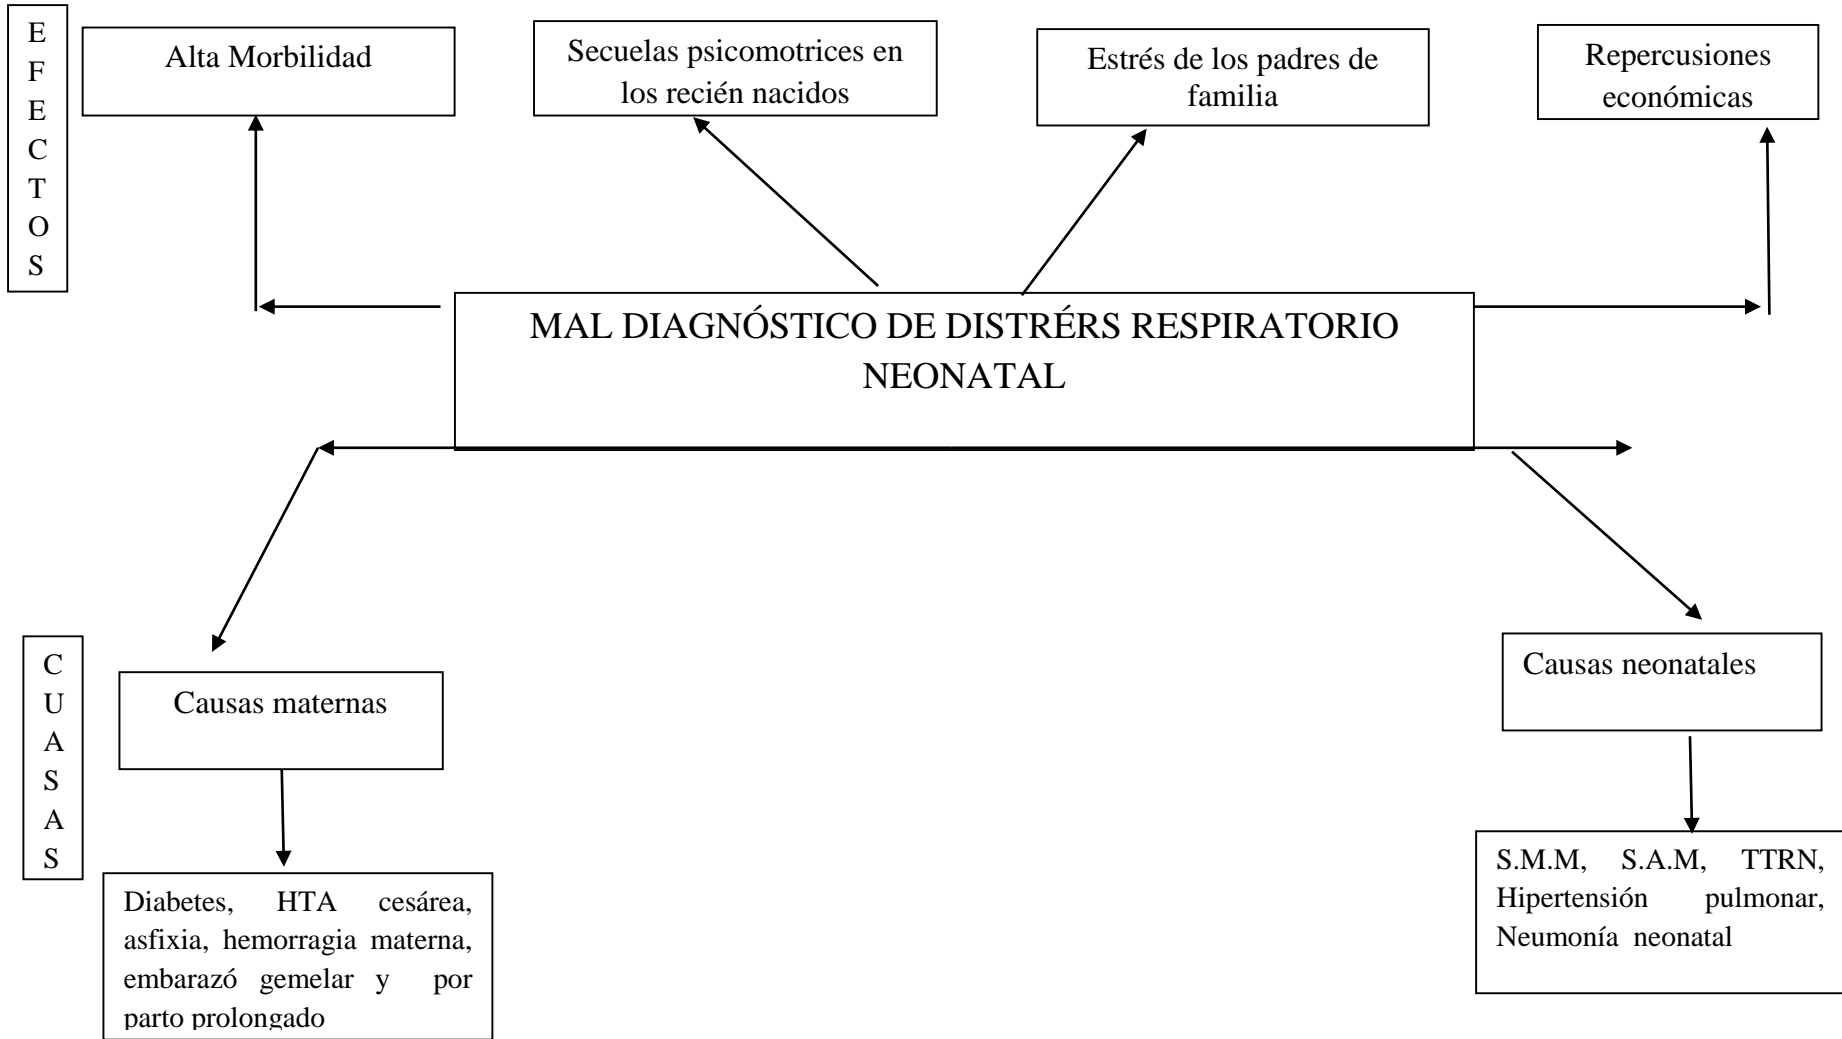 E
F
E
C
T
O
S
Alta Morbilidad
Secuelas psicomotrices en
los recién nacidos
Estrés de los padres de
familia
Repercusiones
económicas
MAL DIAGNÓSTICO DE DISTRÉRS RESPIRATORIO
NEONATAL
C
U
A
S
A
S
Causas maternas
Causas neonatales
Diabetes, HTA cesárea,
asfixia, hemorragia materna,
embarazó gemelar y por
parto prolongado
S.M.M, S.A.M, TTRN,
Hipertensión pulmonar,
Neumonía neonatal